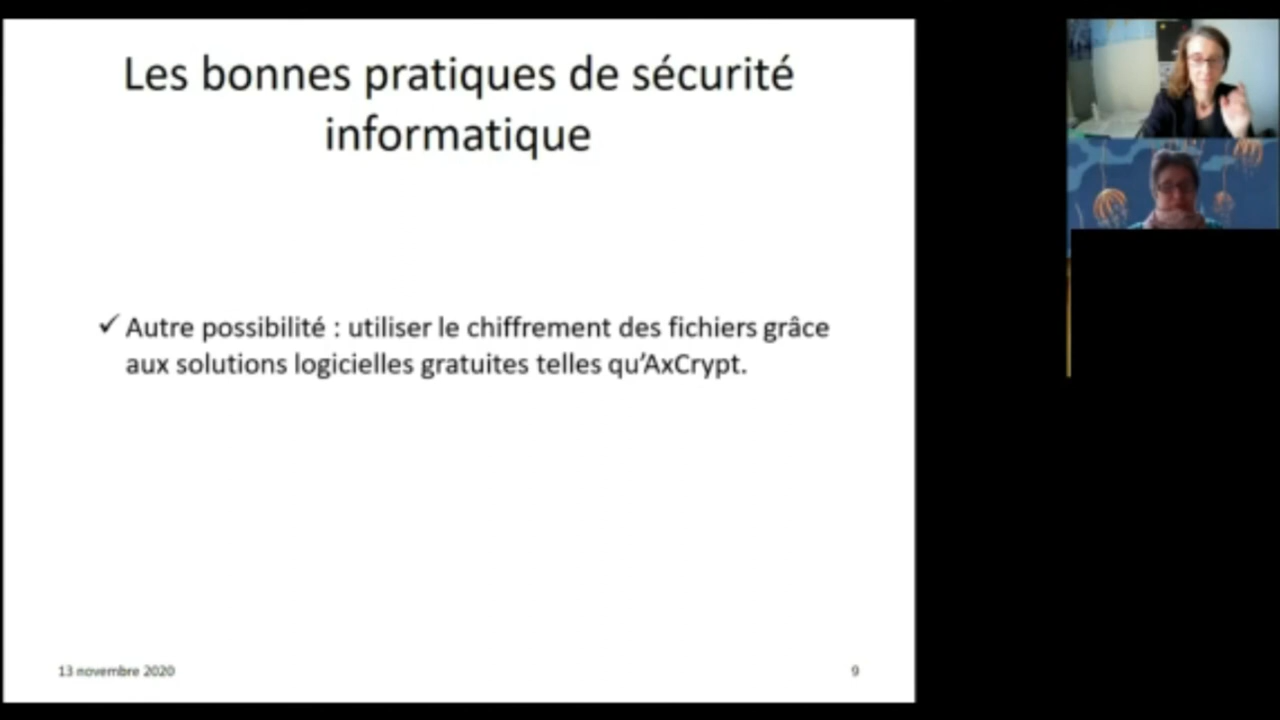 Les bonnes pratiques de sécurité
informatique
✓ Autre possibilité : utiliser le chiffrement des fichiers grâce
aux solutions logicielles gratuites telles qu’AxCrypt.
13 novembre 2020
9